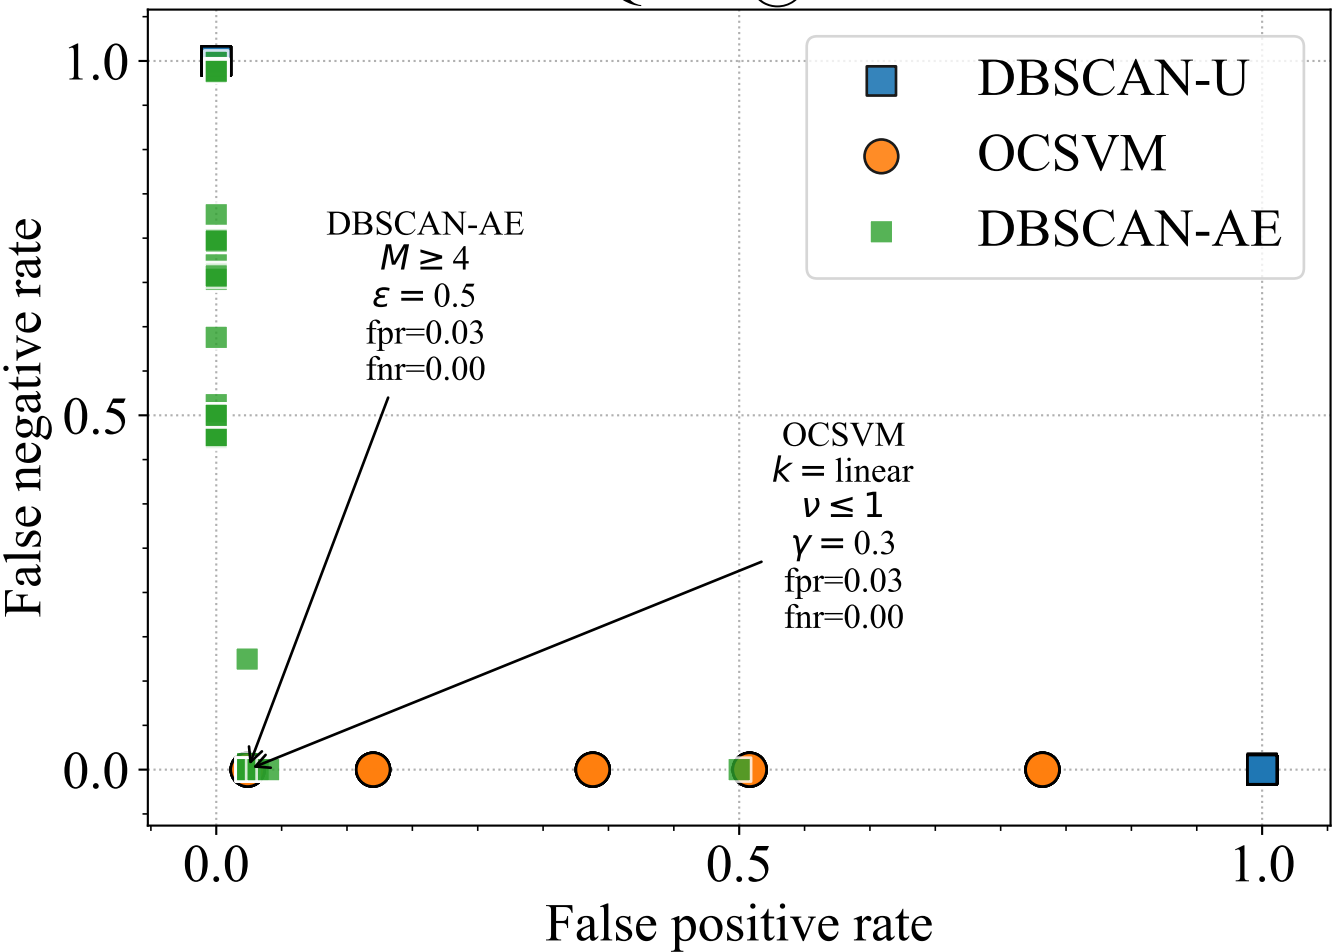 1.0
0.5
0.0
False negative rate
DBSCAN-U
OCSVM
DBSCAN-AE
DBSCAN-AE
M ≥ 4
ε = 0.5
fpr=0.03
fnr=0.00
OCSVM
k = linear
ν ≤ 1
γ = 0.3
fpr=0.03
fnr=0.00
0.0
0.5
1.0
False positive rate